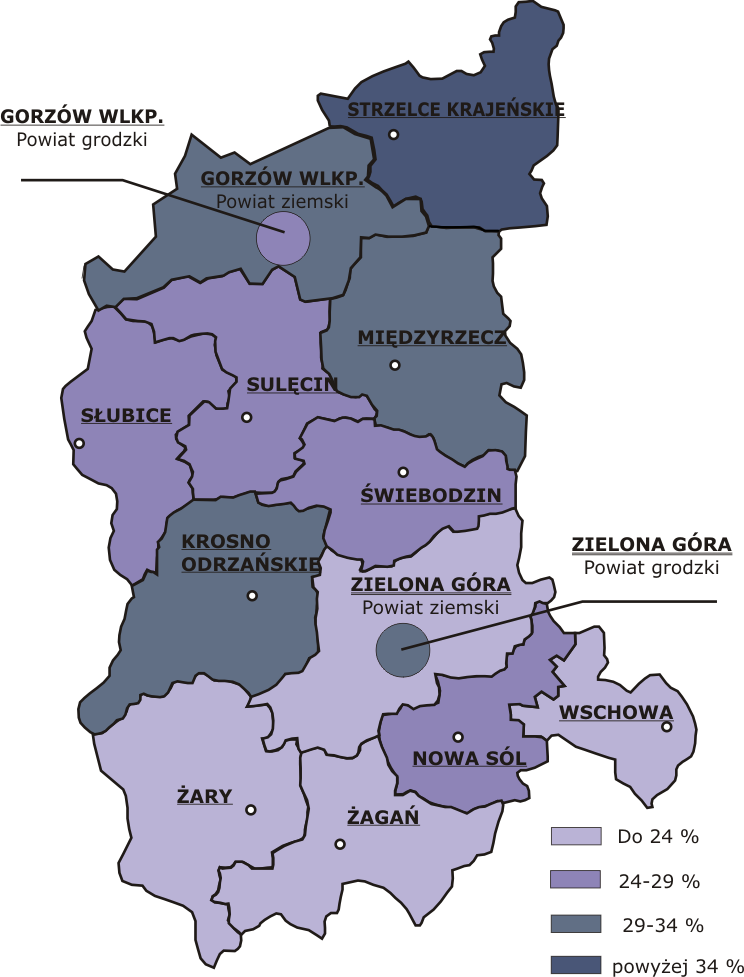 STRZELCE KRAJEŃSKIE
GORZÓW WLKP.
Powiat grodzki
GORZÓW WLKP.
Powiat ziemski
MIĘDZYRZECZ
SULĘCIN
SŁUBICE
ŚWIEBODZIN
KROSNO
ODRZAŃSKIE
ZIELONA GÓRA
Powiat grodzki
ZIELONA GÓRA
Powiat ziemski
WSCHOWA
NOWA SÓL
ŻARY
ŻAGAŃ
Do 24 %
24-29 %
29-34 %
powyżej 34 %